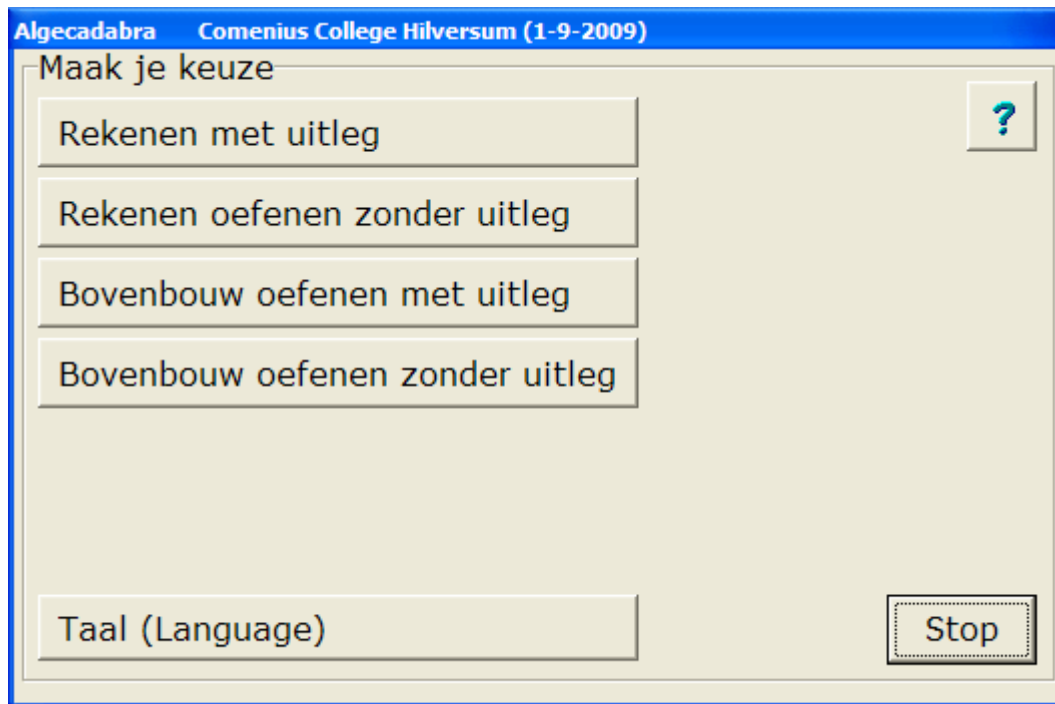 Algecadabra Comenius College Hilversum (1-9-2009)
Maak je keuze
?
Rekenen met uitleg
Rekenen oefenen zonder uitleg
Bovenbouw oefenen met uitleg
Bovenbouw oefenen zonder uitleg
Taal (Language)
Stop